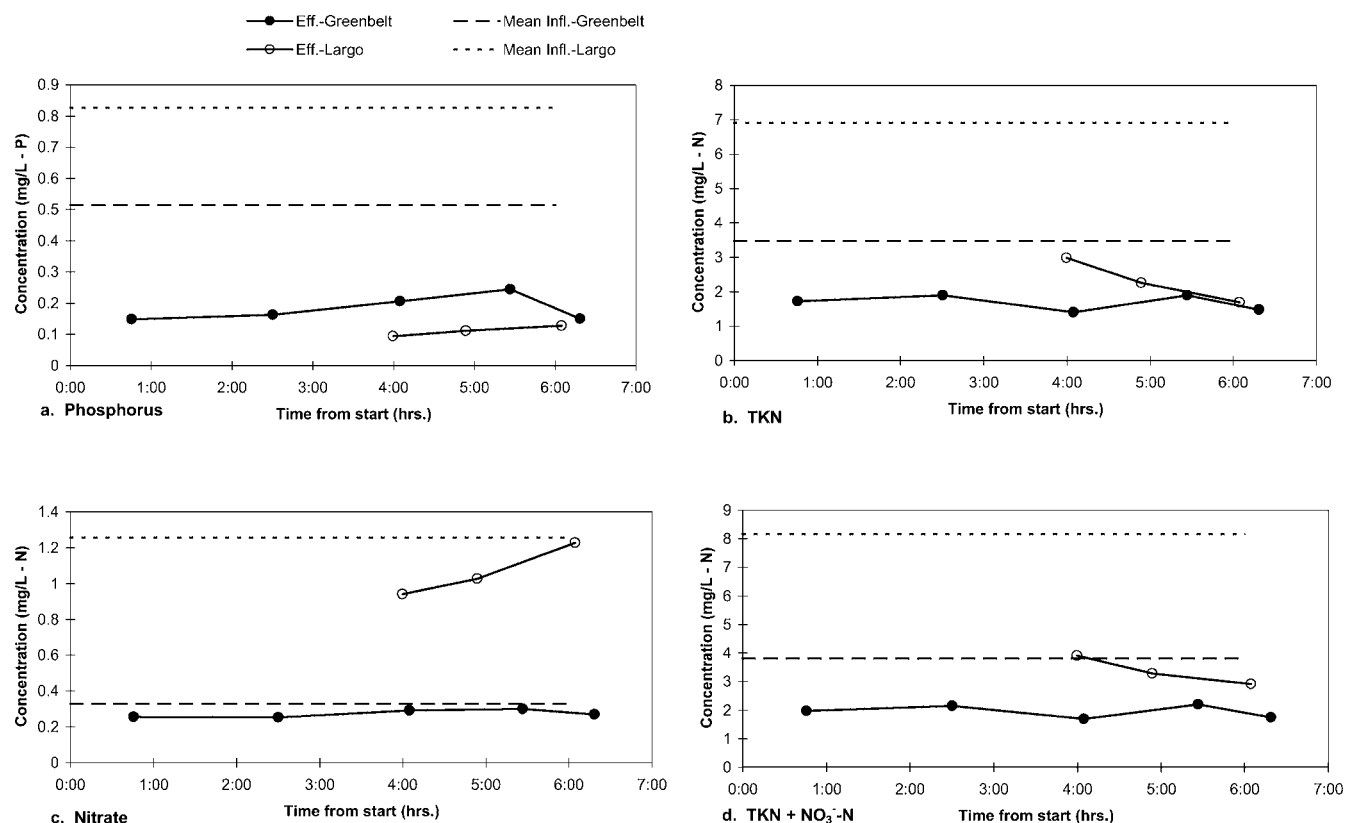 Eff.-Greenbelt
Mean Infl.-Greenbelt
Eff.-Largo
Mean Infl.-Largo
Concentration (mg/L - P)
0.9
0.8
0.7
0.6
0.5
0.4
0.3
0.2
0.1
0
0:00 1:00 2:00 3:00 4:00 5:00 6:00 7:00
Time from start (hrs.)
a. Phosphorus
Concentration (mg/L - N)
8
7
6
5
4
3
2
1
0
0:00 1:00 2:00 3:00 4:00 5:00 6:00 7:00
Time from start (hrs.)
b. TKN
Concentration (mg/L - N)
1.4
1.2
1
0.8
0.6
0.4
0.2
0
0:00 1:00 2:00 3:00 4:00 5:00 6:00 7:00
Time from start (hrs.)
c. Nitrate
Concentration (mg/L - N)
9
8
7
6
5
4
3
2
1
0
0:00 1:00 2:00 3:00 4:00 5:00 6:00 7:00
Time from start (hrs.)
d. TKN + NO₃⁻-N